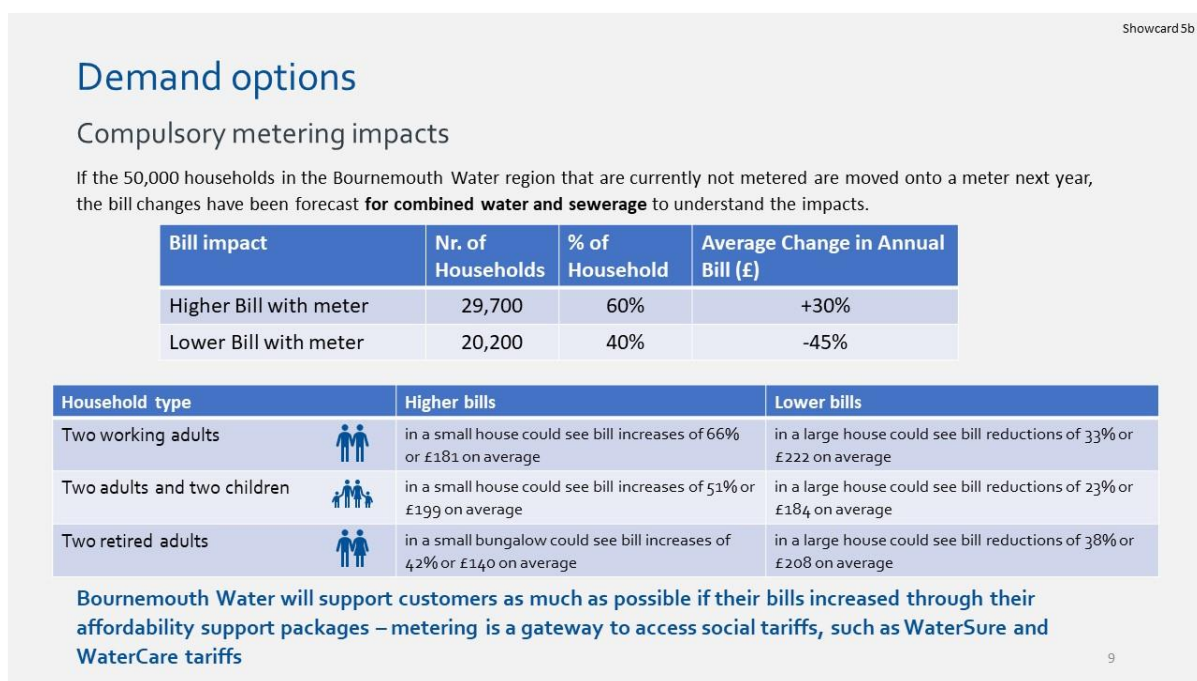 Showcard 5b
Demand options
Compulsory metering impacts
If the 50,000 households in the Bournemouth Water region that are currently not metered are moved onto a meter next year,
the bill changes have been forecast for combined water and sewerage to understand the impacts.
Bill impact
Nr. of
Households
% of
Household
Average Change in Annual
Bill (£)
Higher Bill with meter
29,700
60%
+30%
Lower Bill with meter
20,200
40%
-45%
Household type
Higher bills
Lower bills
Two working adults
in a small house could see bill increases of 66%
or £181 on average
in a large house could see bill reductions of 33% or
£222 on average
Two adults and two children
in a small house could see bill increases of 51% or
£199 on average
in a large house could see bill reductions of 23% or
£184 on average
Two retired adults
in a small bungalow could see bill increases of
42% or £140 on average
in a large house could see bill reductions of 38% or
£208 on average
Bournemouth Water will support customers as much as possible if their bills increased through their
affordability support packages – metering is a gateway to access social tariffs, such as WaterSure and
WaterCare tariffs
9